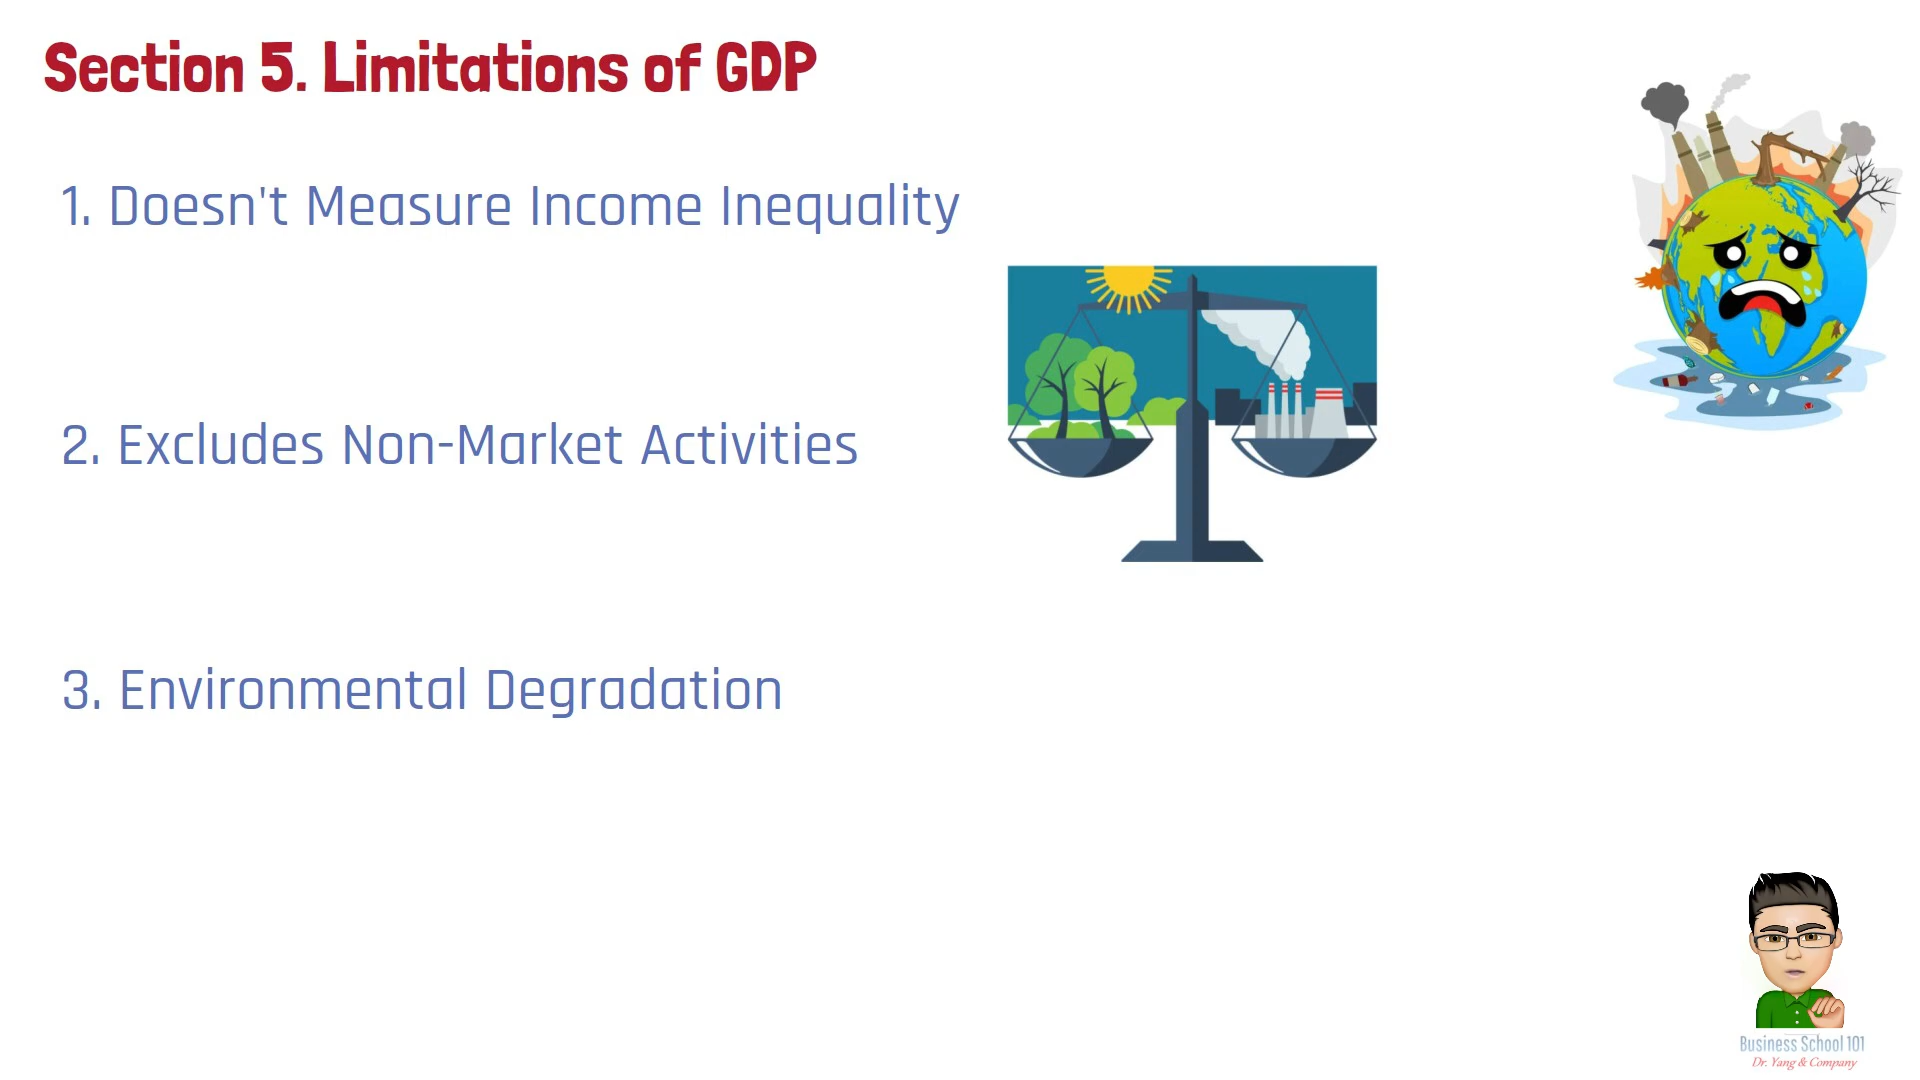 Section 5. Limitations of GDP
1. Doesn't Measure Income Inequality
2. Excludes Non-Market Activities
3. Environmental Degradation
Business School 101
Dr. Yang & Company